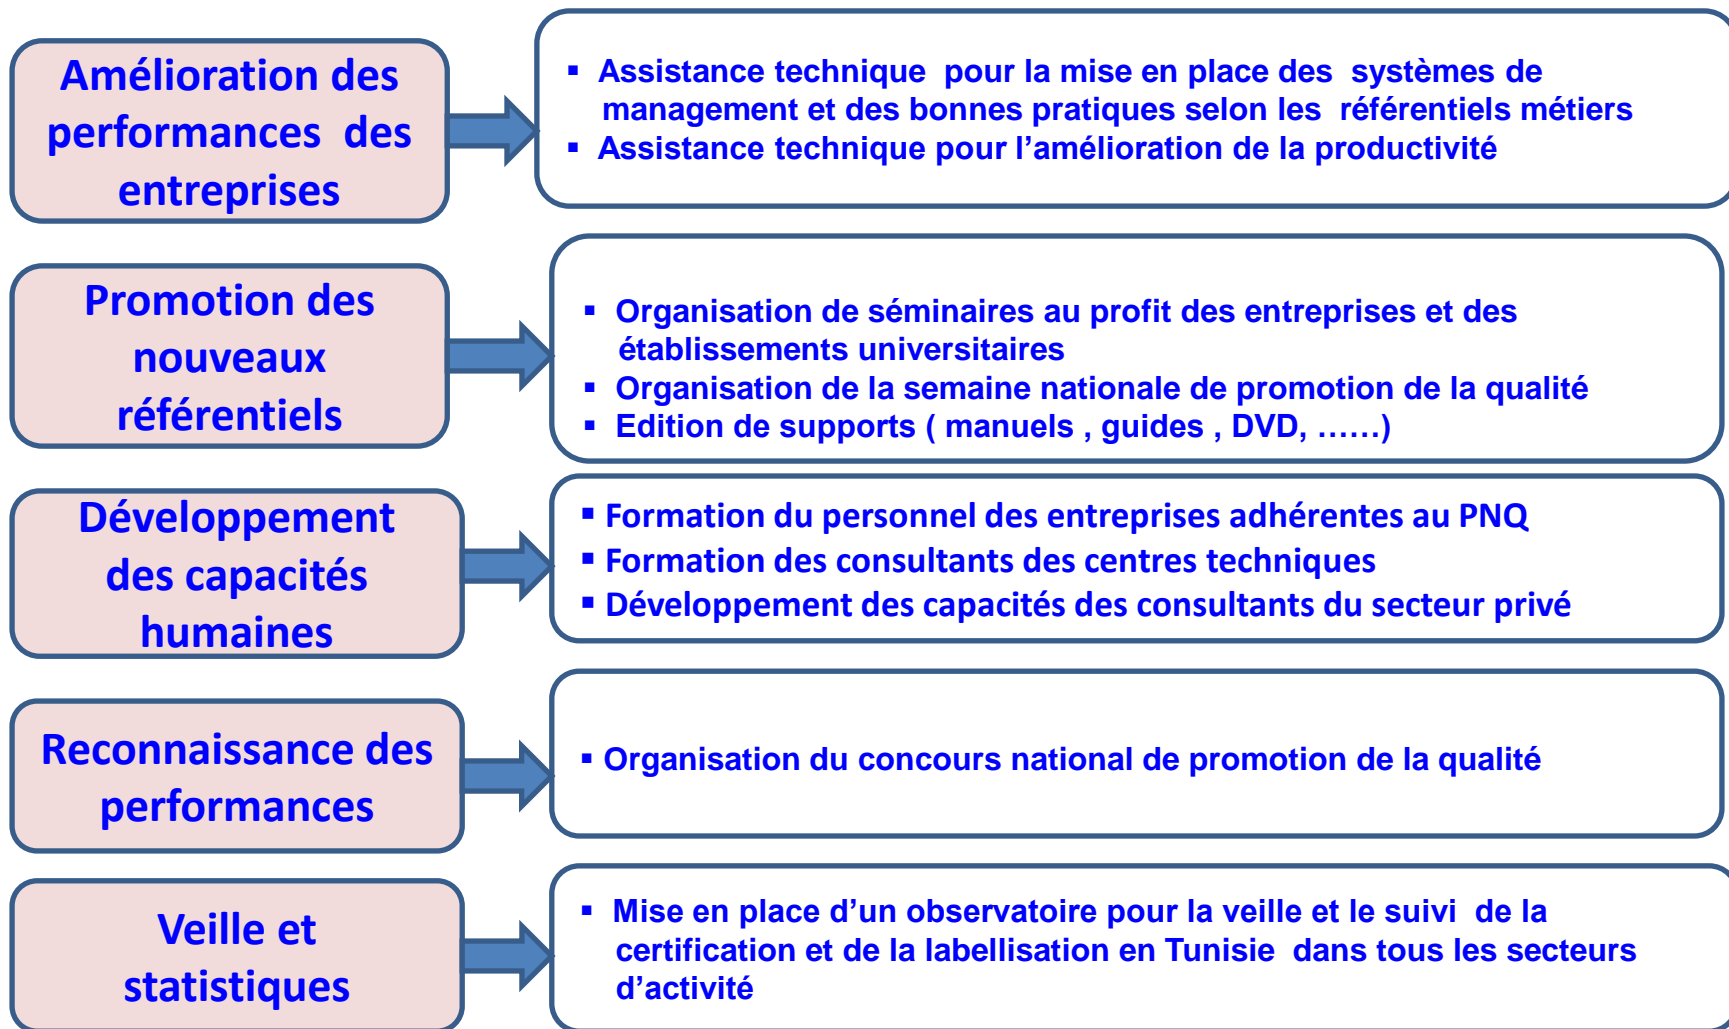 Amélioration des
performances des
entreprises
▪ Assistance technique pour la mise en place des systèmes de
management et des bonnes pratiques selon les référentiels métiers
▪ Assistance technique pour l’amélioration de la productivité
Promotion des
nouveaux
référentiels
▪ Organisation de séminaires au profit des entreprises et des
établissements universitaires
▪ Organisation de la semaine nationale de promotion de la qualité
▪ Edition de supports ( manuels , guides , DVD, ……)
Développement
des capacités
humaines
▪ Formation du personnel des entreprises adhérentes au PNQ
▪ Formation des consultants des centres techniques
▪ Développement des capacités des consultants du secteur privé
Reconnaissance des
performances
▪ Organisation du concours national de promotion de la qualité
Veille et
statistiques
▪ Mise en place d’un observatoire pour la veille et le suivi de la
certification et de la labellisation en Tunisie dans tous les secteurs
d’activité